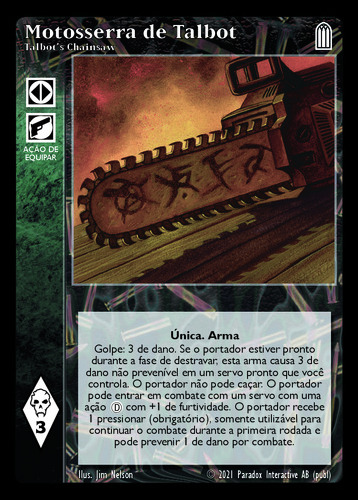 Motosserra de Talbot
Talbot's Chainsaw
AÇÃO DE
EQUIPAR
Única. Arma
Golpe: 3 de dano. Se o portador estiver pronto
durante a fase de destravar, esta arma causa 3 de
dano não prevenível em um servo pronto que você
controla. O portador não pode caçar. O portador
pode entrar em combate com um servo com uma
ação Ⓓ com +1 de furtividade. O portador recebe
1 pressionar (obrigatório), somente utilizável para
continuar o combate durante a primeira rodada e
pode prevenir 1 de dano por combate.
3
Ilus. Jim Nelson
© 2021 Paradox Interactive AB (publ)